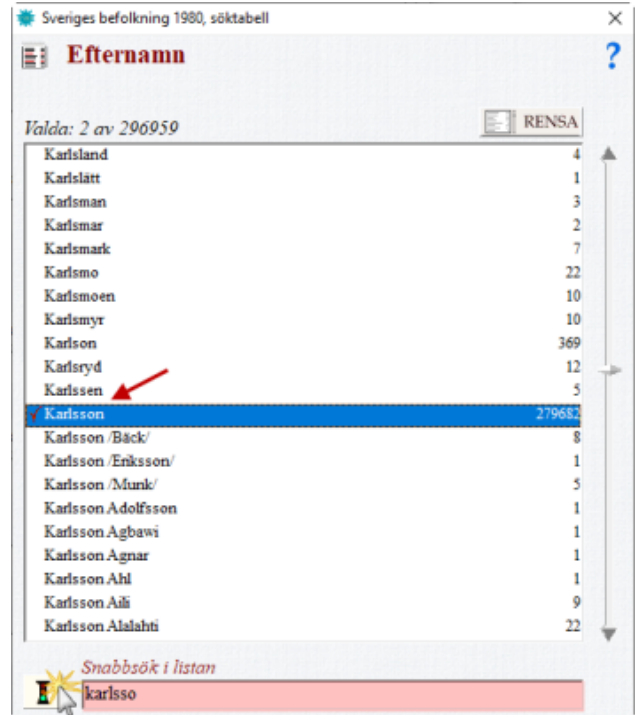 Sveriges befolkning 1980, söktabell
Efternamn
?
Valda: 2 av 296959
RENSA
Karlsland 4
Karlslätt 1
Karlsman 3
Karlsmar 2
Karlsmark 7
Karlsmo 22
Karlsmoen 10
Karlsmyr 10
Karlson 369
Karlsryd 12
Karlssen 5
Karlsson 279682
Karlsson /Bäck/ 8
Karlsson /Eriksson/ 1
Karlsson /Munk/ 5
Karlsson Adolfsson 1
Karlsson Agbawi 1
Karlsson Agnar 1
Karlsson Ahl 1
Karlsson Aili 9
Karlsson Alalahti 22
Snabbsök i listan
karlsso